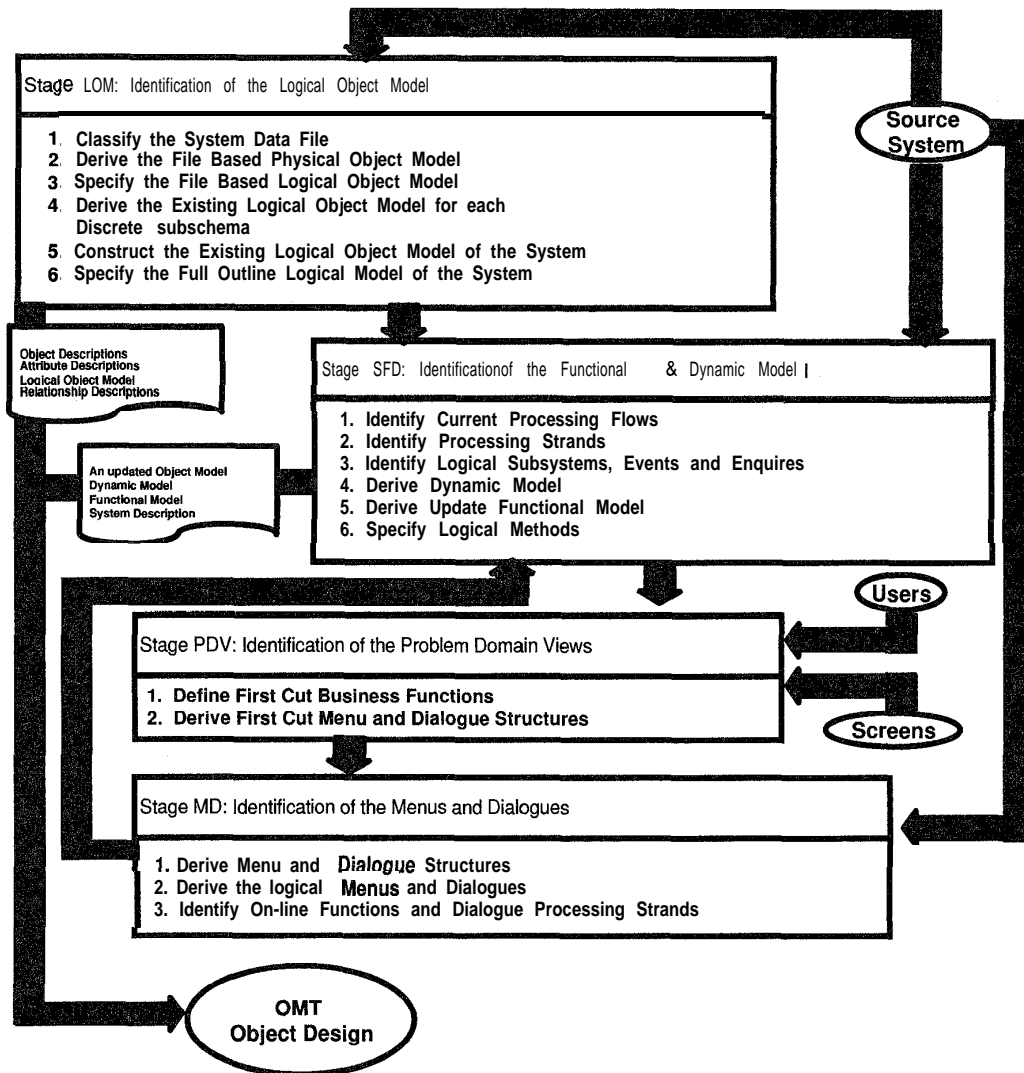 Stage LOM: Identification of the Logical Object Model
1. Classify the System Data File
2. Derive the File Based Physical Object Model
3. Specify the File Based Logical Object Model
4. Derive the Existing Logical Object Model for each
Discrete subschema
5. Construct the Existing Logical Object Model of the System
6. Specify the Full Outline Logical Model of the System
Source
System
Object Descriptions
Attribute Descriptions
Logical Object Model
Relationship Descriptions
Stage SFD: Identificationof the Functional & Dynamic Model
1. Identify Current Processing Flows
2. Identify Processing Strands
3. Identify Logical Subsystems, Events and Enquires
4. Derive Dynamic Model
5. Derive Update Functional Model
6. Specify Logical Methods
An updated Object Model
Dynamic Model
Functional Model
System Description
Users
Stage PDV: Identification of the Problem Domain Views
1. Define First Cut Business Functions
2. Derive First Cut Menu and Dialogue Structures
Screens
Stage MD: Identification of the Menus and Dialogues
1. Derive Menu and Dialogue Structures
2. Derive the logical Menus and Dialogues
3. Identify On-line Functions and Dialogue Processing Strands
OMT
Object Design